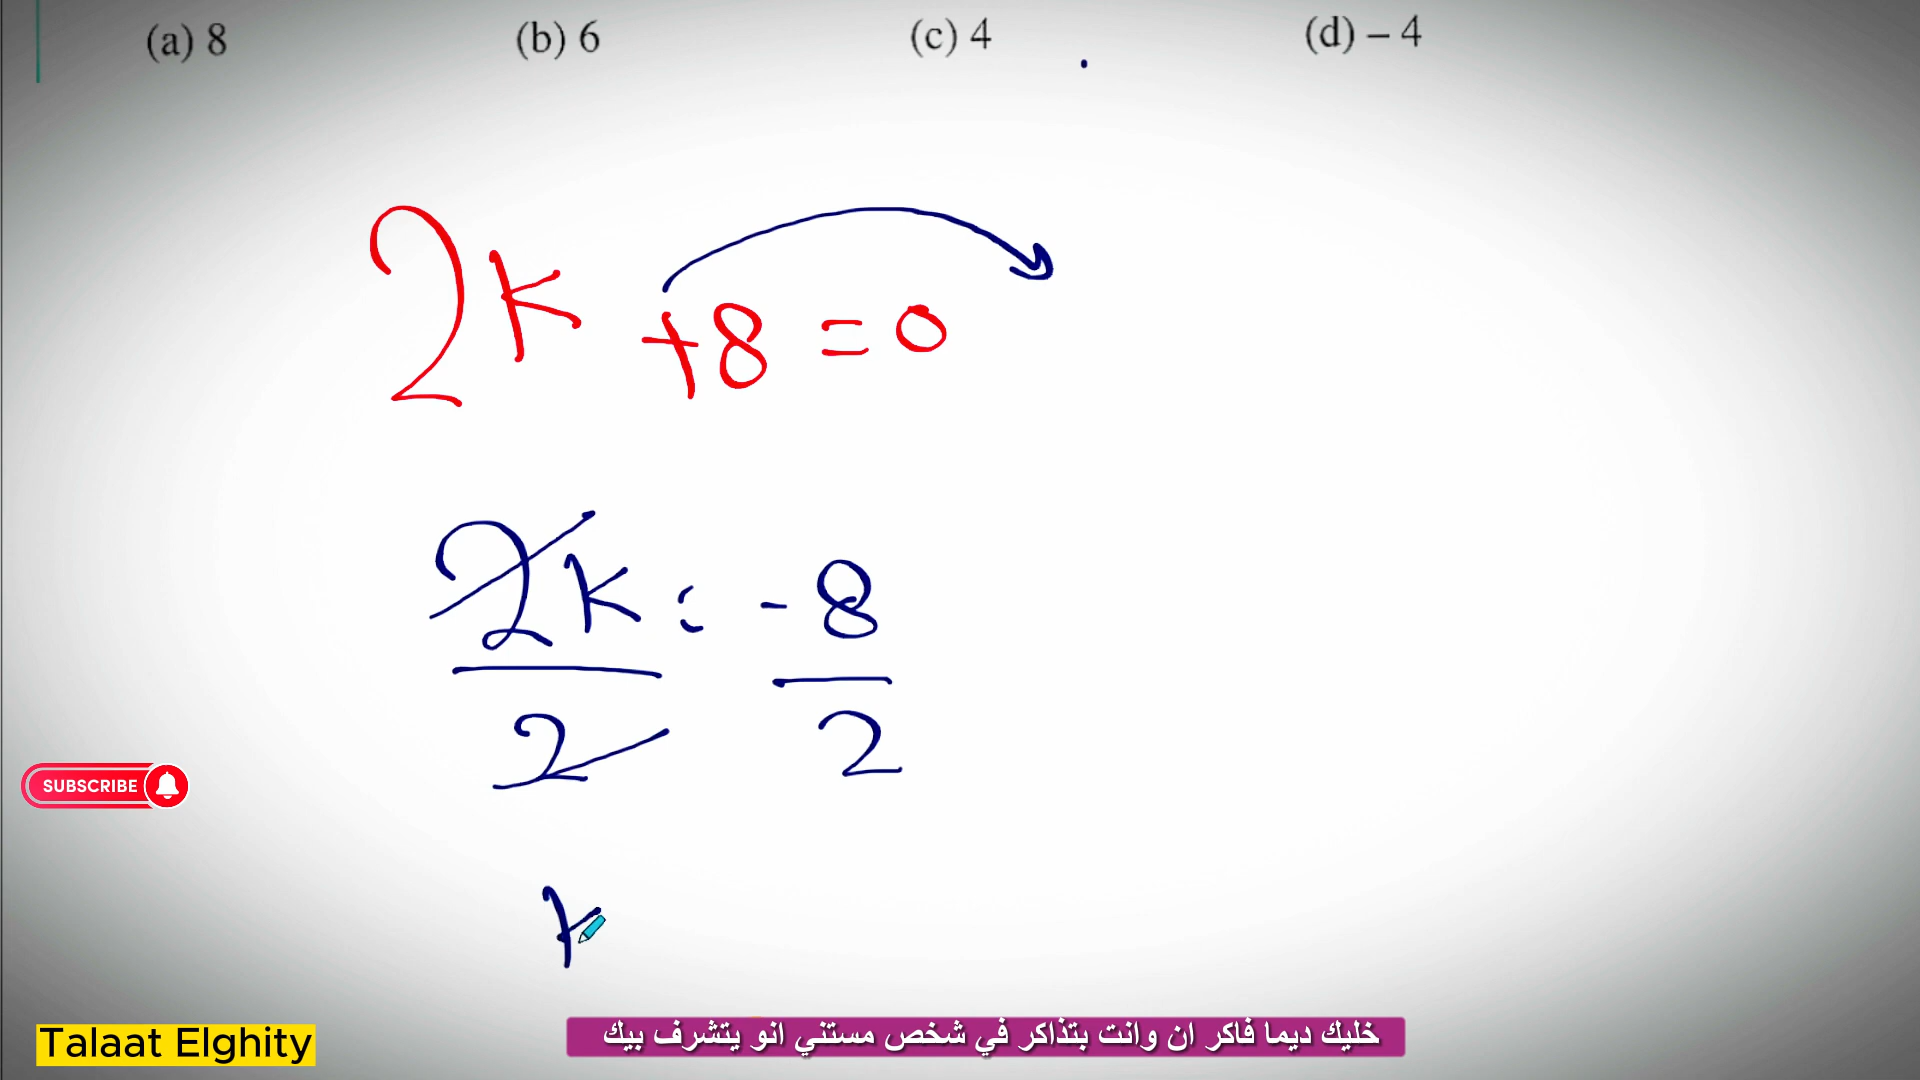 (a) 8 (b) 6 (c) 4 (d) – 4
2k +8 = 0
2k = -8
2 2
k
SUBSCRIBE
Talaat Elghity
خليك ديما فاكر ان وانت بتذاكر في شخص مستني انو يتشرف بيك